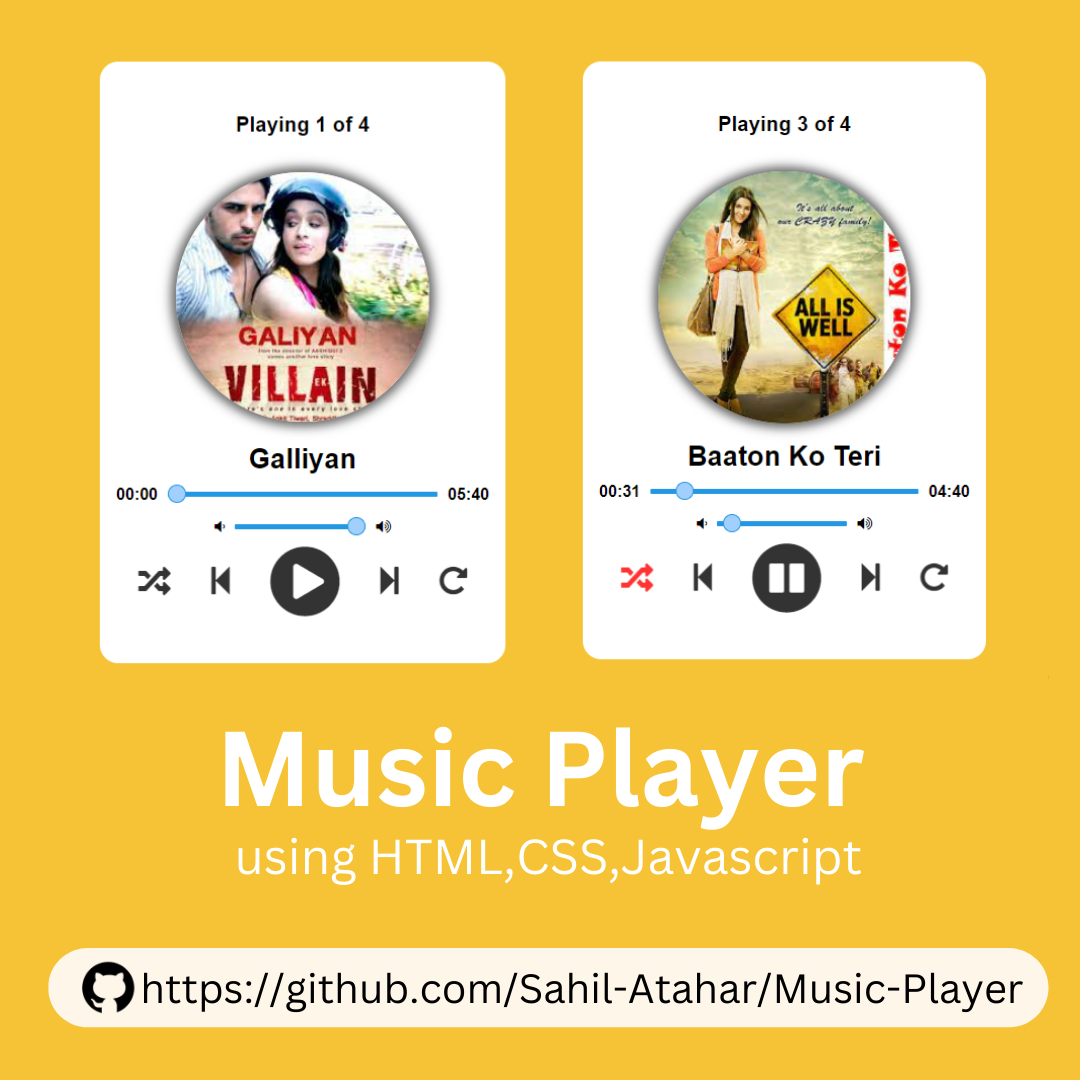 Playing 1 of 4
GALIYAN
EK VILLAIN
Galliyan
00:00 05:40
Playing 3 of 4
It's all about
our CRAZY family!
ALL IS
WELL
Baaton Ko Teri
00:31 04:40
Music Player
using HTML,CSS,Javascript
https://github.com/Sahil-Atahar/Music-Player